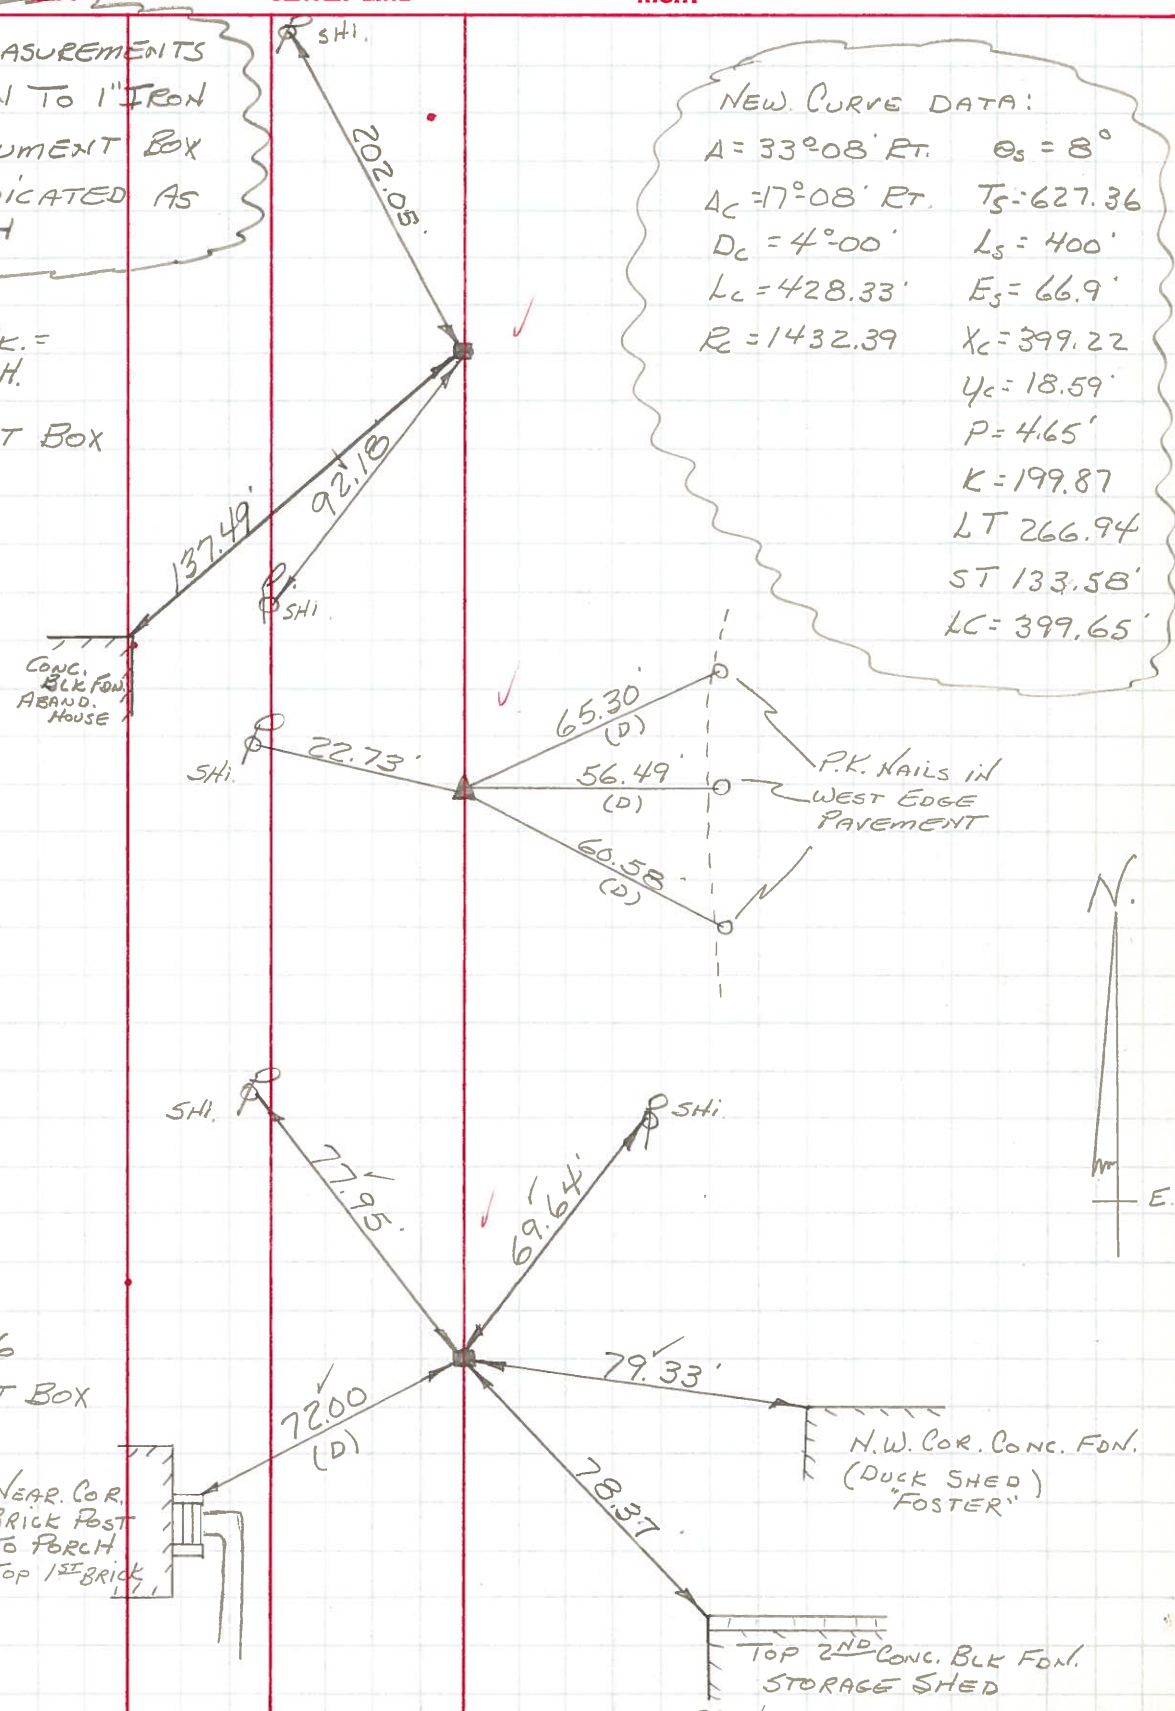 ASUREMENTS
TO 1" IRON
UMENT BOX
DICATED AS
H
K. =
H.
T BOX
SHI.
202.05'
137.49'
92.18
SHI.
CONC.
BLK FDN.
ABAND.
HOUSE
NEW CURVE DATA:
Δ = 33°08' RT. θs = 8°
Δc = 17°-08' RT. Ts = 627.36
Dc = 4°-00' Ls = 400'
Lc = 428.33' Es = 66.9'
Rc = 1432.39 Xc = 399.22
Yc = 18.59'
P = 4.65'
K = 199.87
LT 266.94
ST 133.58'
LC = 399.65'
SHI.
22.73'
65.30'
(D)
56.49'
(D)
60.58'
(D)
P.K. NAILS IN
WEST EDGE
PAVEMENT
N.
E.
SHI.
77.95'
69.64'
SHI.
6
T BOX
72.00
(D)
79.33'
78.37
N.W. COR. CONC. FDN.
(DUCK SHED)
"FOSTER"
NEAR. COR.
BRICK POST
TO PORCH
TOP 1ST BRICK
TOP 2ND CONC. BLK FDN.
STORAGE SHED